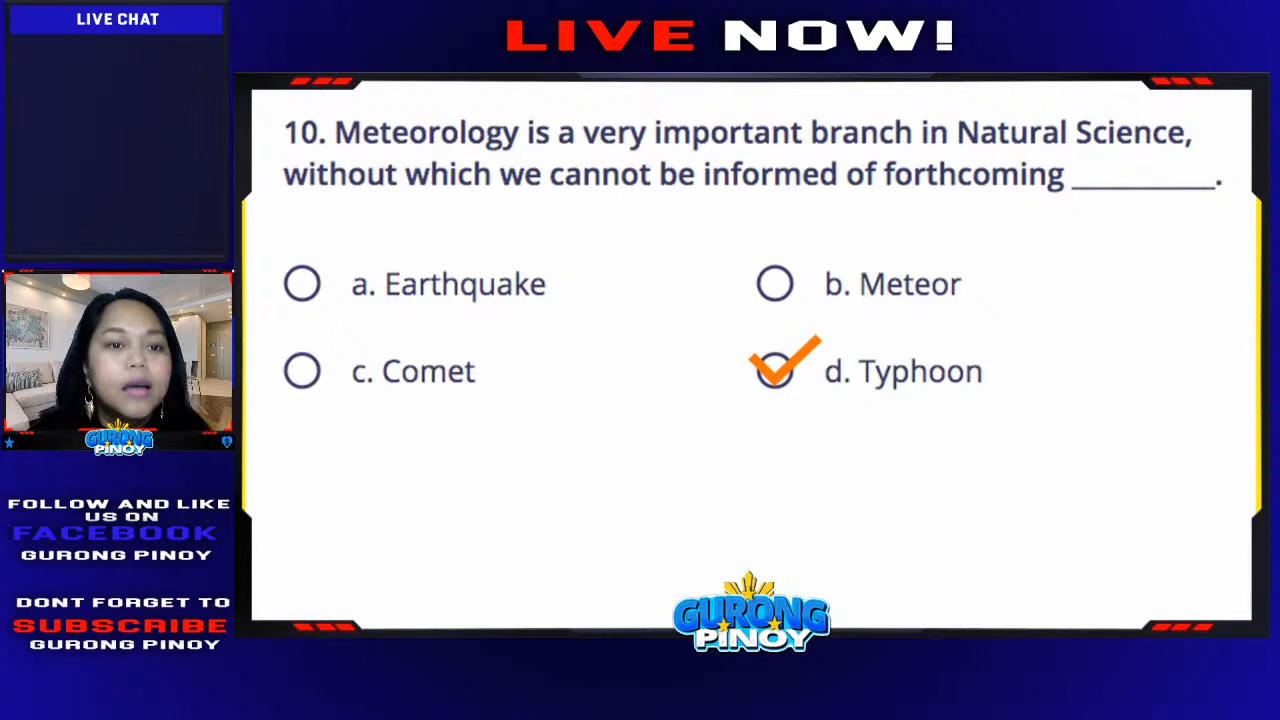 LIVE CHAT
LIVE NOW!
10. Meteorology is a very important branch in Natural Science,
without which we cannot be informed of forthcoming _________.
a. Earthquake
b. Meteor
c. Comet
d. Typhoon
GURONG
PINOY
FOLLOW AND LIKE
US ON
FACEBOOK
GURONG PINOY
DONT FORGET TO
SUBSCRIBE
GURONG PINOY
GURONG
PINOY